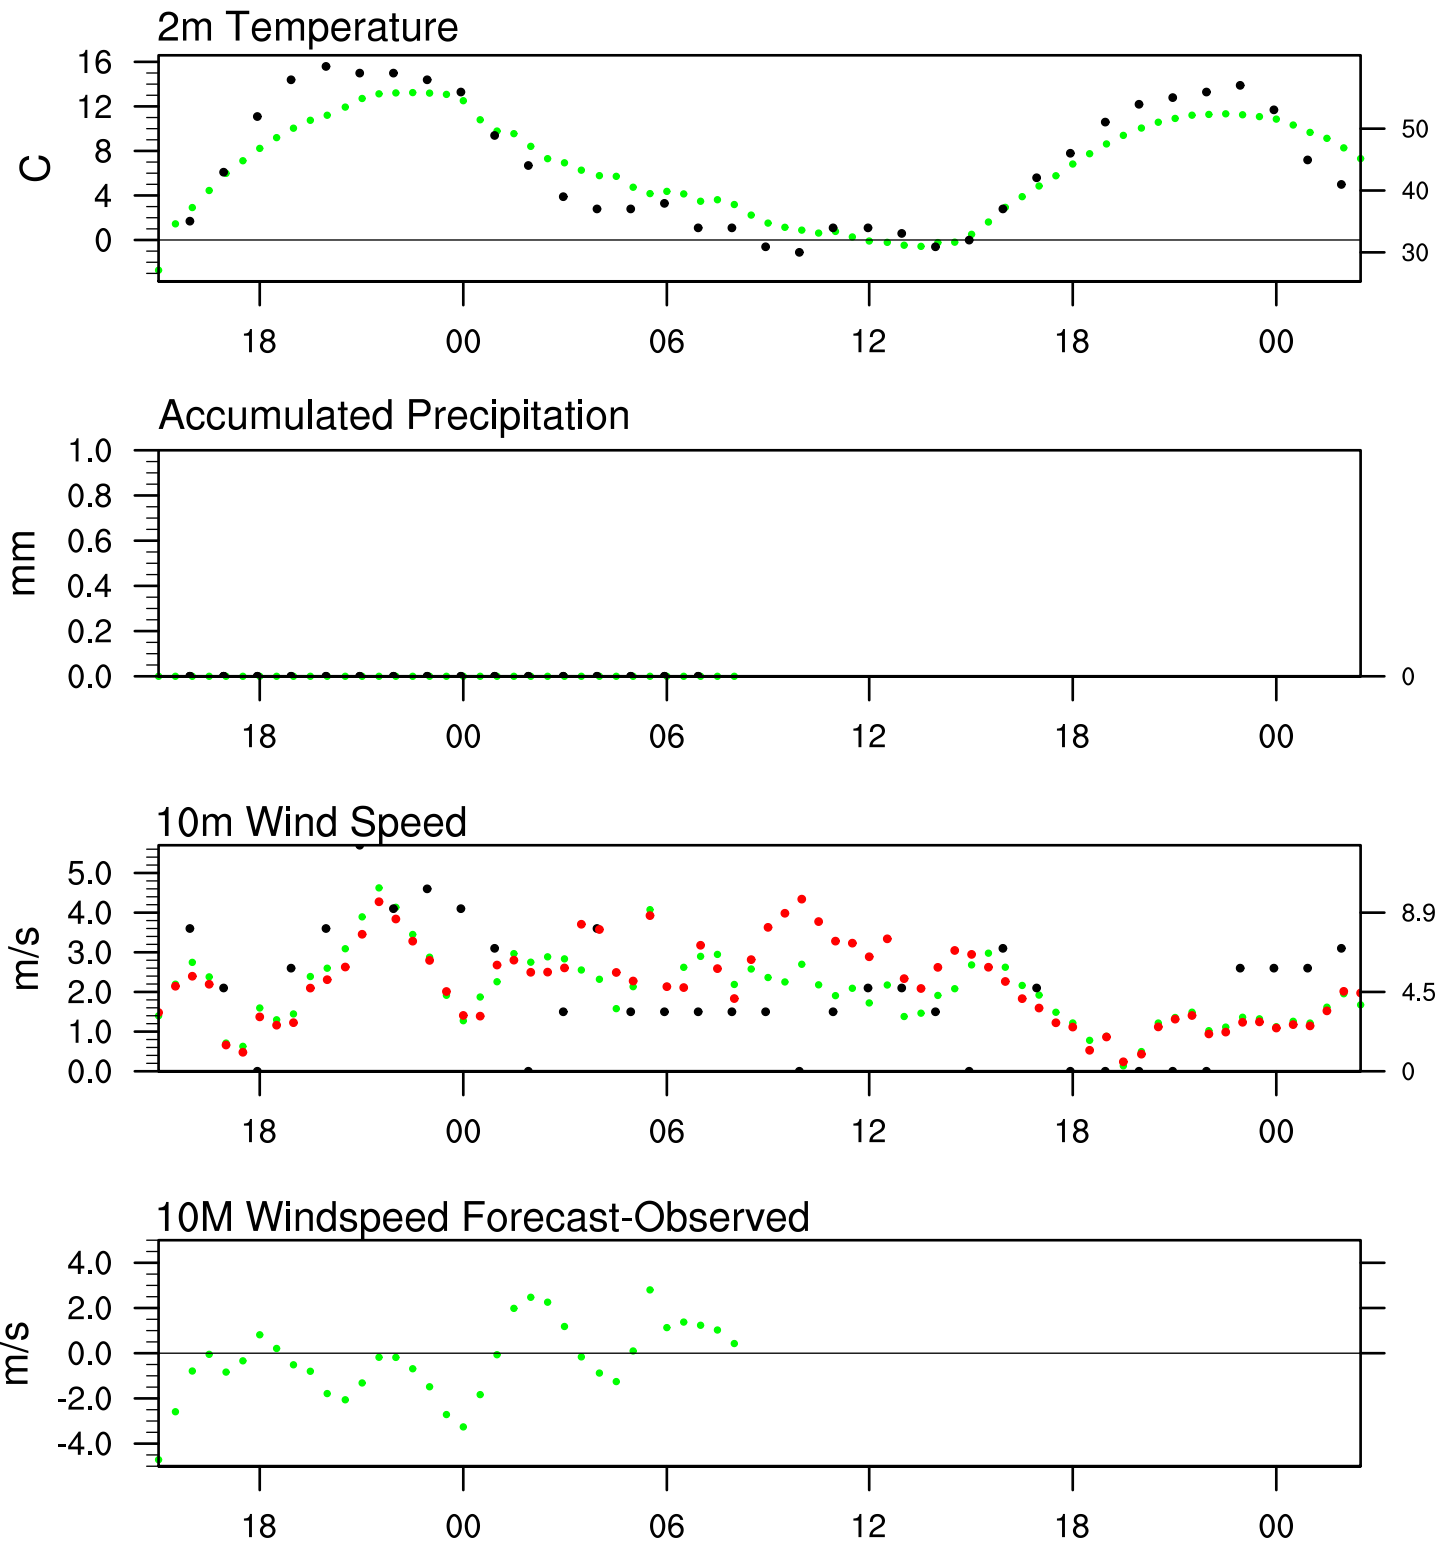 2m Temperature
16
12
8
4
0
C
50
40
30
18 00 06 12 18 00
Accumulated Precipitation
1.0
0.8
0.6
0.4
0.2
0.0
mm
0
18 00 06 12 18 00
10m Wind Speed
5.0
4.0
3.0
2.0
1.0
0.0
m/s
8.9
4.5
0
18 00 06 12 18 00
10M Windspeed Forecast-Observed
4.0
2.0
0.0
-2.0
-4.0
m/s
18 00 06 12 18 00